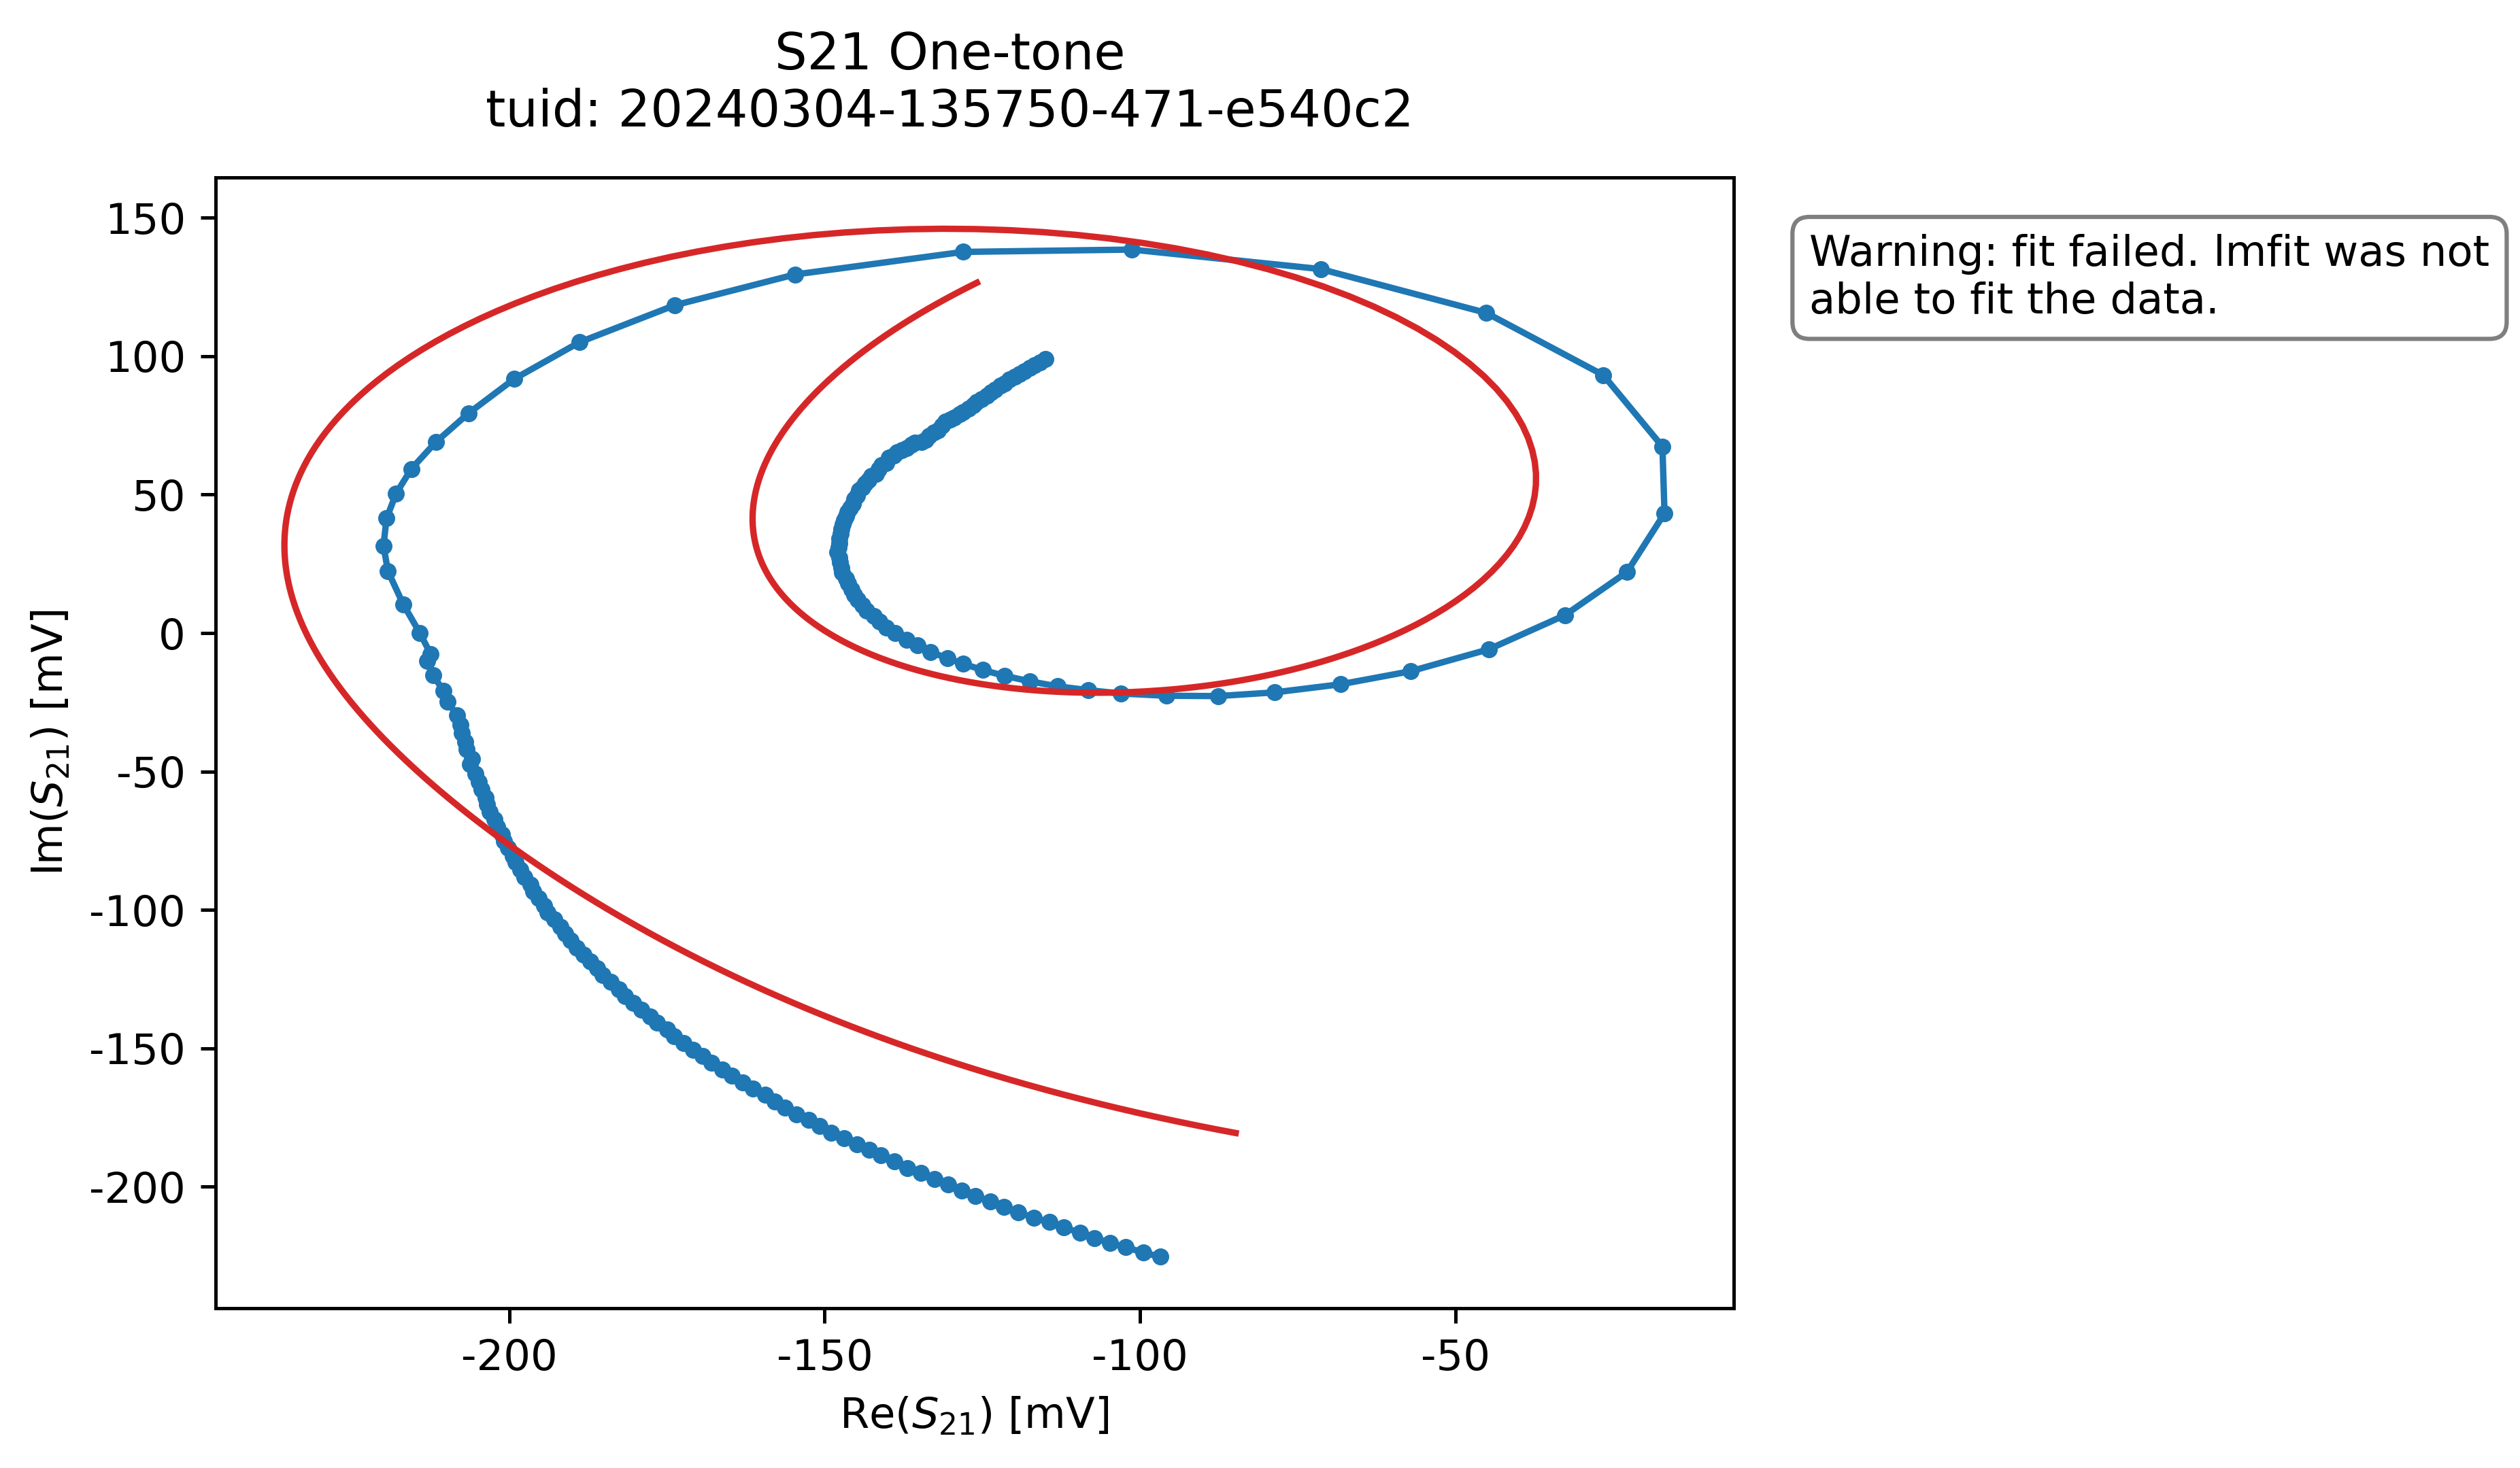 S21 One-tone
tuid: 20240304-135750-471-e540c2
Warning: fit failed. lmfit was not
able to fit the data.
150
100
50
0
-50
-100
-150
-200
Im(S21) [mV]
-200 -150 -100 -50
Re(S21) [mV]